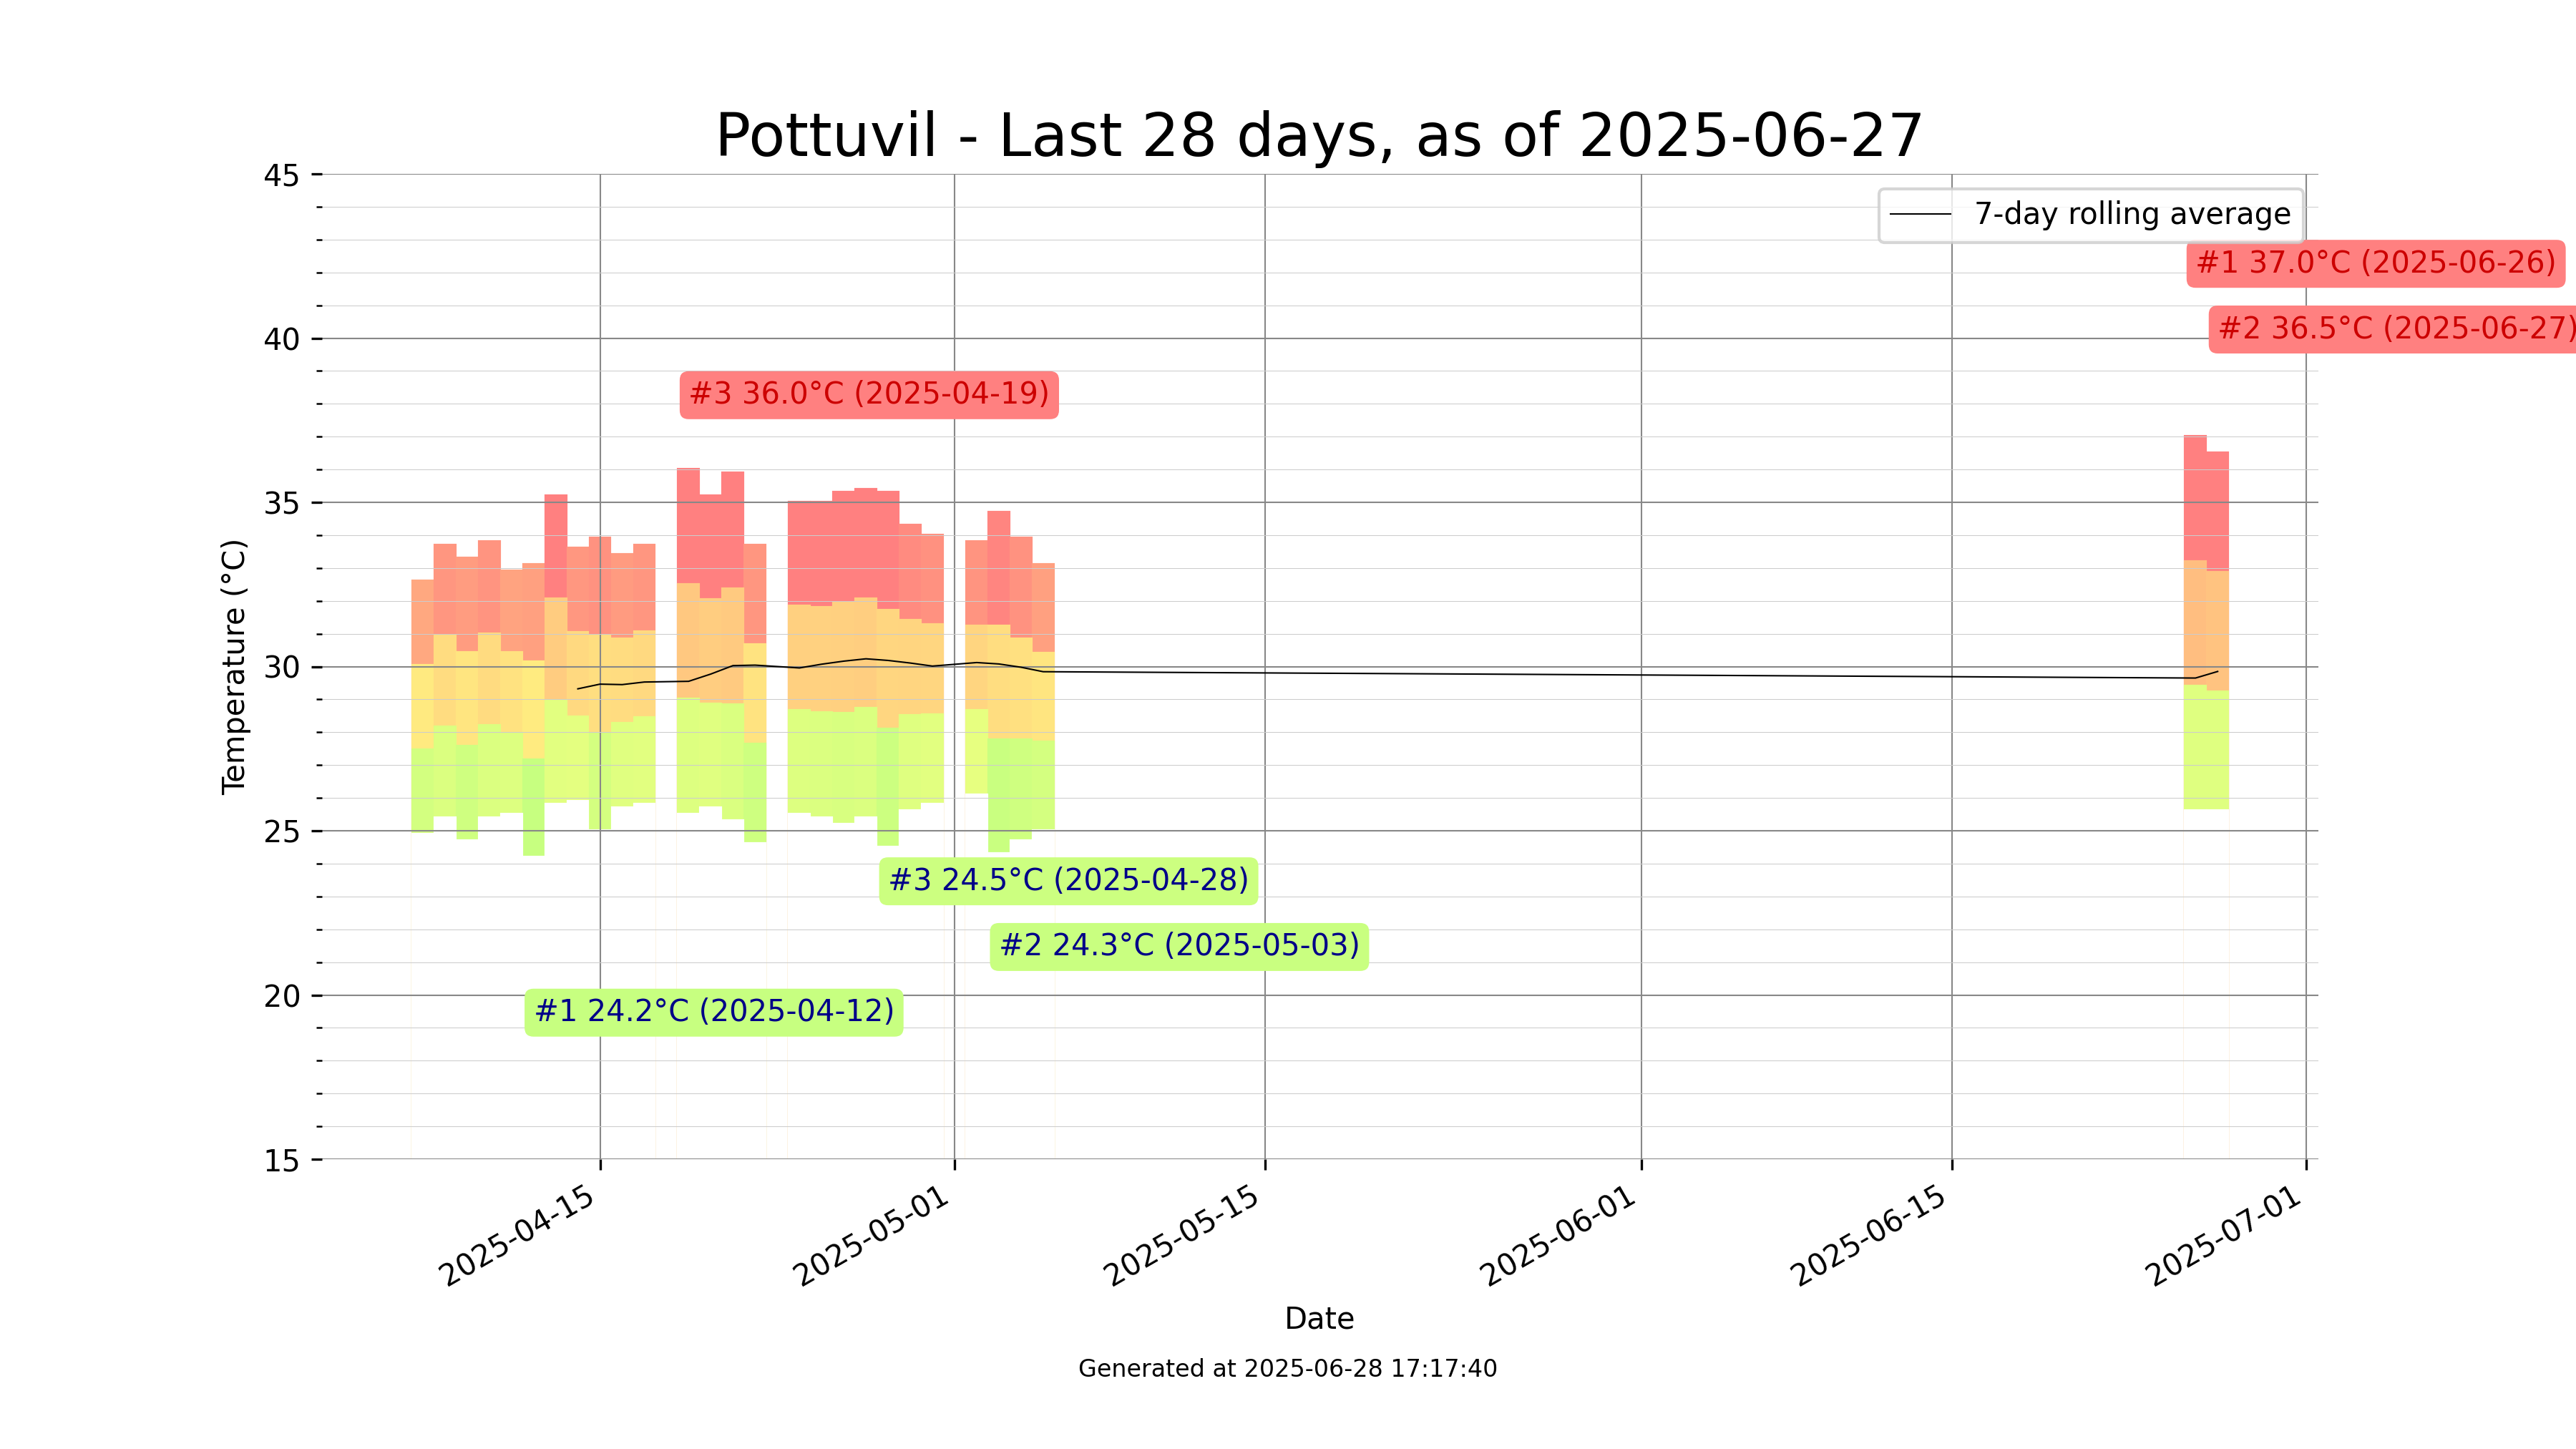 Pottuvil - Last 28 days, as of 2025-06-27
45
40
35
30
25
20
15
Temperature (°C)
7-day rolling average
#1 37.0°C (2025-06-26)
#2 36.5°C (2025-06-27)
#3 36.0°C (2025-04-19)
#3 24.5°C (2025-04-28)
#2 24.3°C (2025-05-03)
#1 24.2°C (2025-04-12)
2025-04-15
2025-05-01
2025-05-15
2025-06-01
2025-06-15
2025-07-01
Date
Generated at 2025-06-28 17:17:40